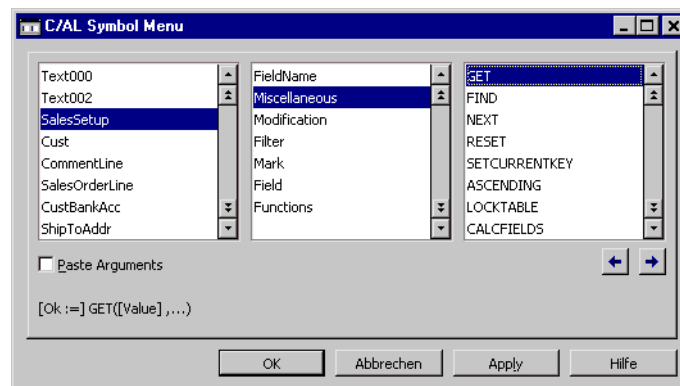 C/AL Symbol Menu
Text000
Text002
SalesSetup
Cust
CommentLine
SalesOrderLine
CustBankAcc
ShipToAddr
FieldName
Miscellaneous
Modification
Filter
Mark
Field
Functions
GET
FIND
NEXT
RESET
SETCURRENTKEY
ASCENDING
LOCKTABLE
CALCFIELDS
Paste Arguments
[Ok :=] GET([Value] ,...)
OK
Abbrechen
Apply
Hilfe